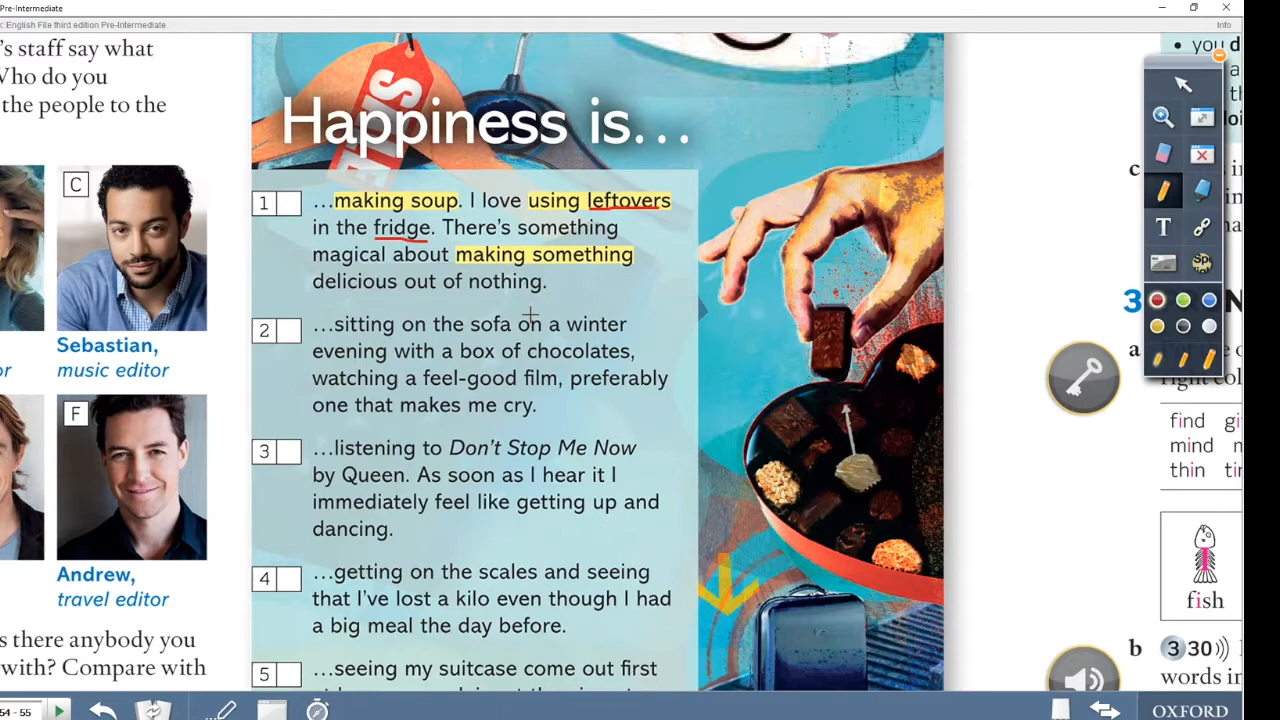 Pre-Intermediate
: English File third edition Pre-Intermediate
Info
's staff say what
Who do you
the people to the
C
Sebastian,
music editor
or
F
Andrew,
travel editor
s there anybody you
with? Compare with
SALE
Happiness is...
1 ...making soup. I love using leftovers
in the fridge. There's something
magical about making something
delicious out of nothing.
2 ...sitting on the sofa on a winter
evening with a box of chocolates,
watching a feel-good film, preferably
one that makes me cry.
3 ...listening to Don't Stop Me Now
by Queen. As soon as I hear it I
immediately feel like getting up and
dancing.
4 ...getting on the scales and seeing
that I've lost a kilo even though I had
a big meal the day before.
5 ...seeing my suitcase come out first
you d
c
3
a
find gi
mind
thin ti
fish
b 3 30 I
words in
T
54 - 55
OXFORD